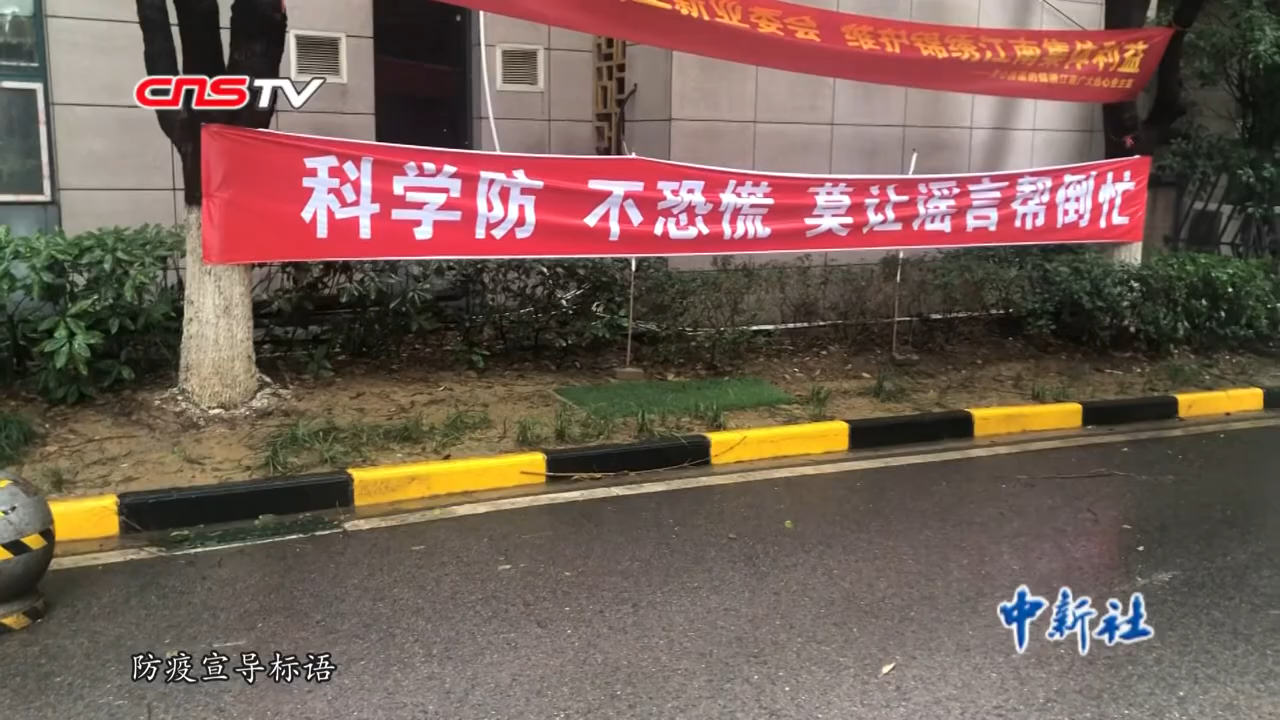 新业委会 维护锦绣江南集体利益
CNSTV
科学防 不恐慌 莫让谣言帮倒忙
中新社
防疫宣导标语